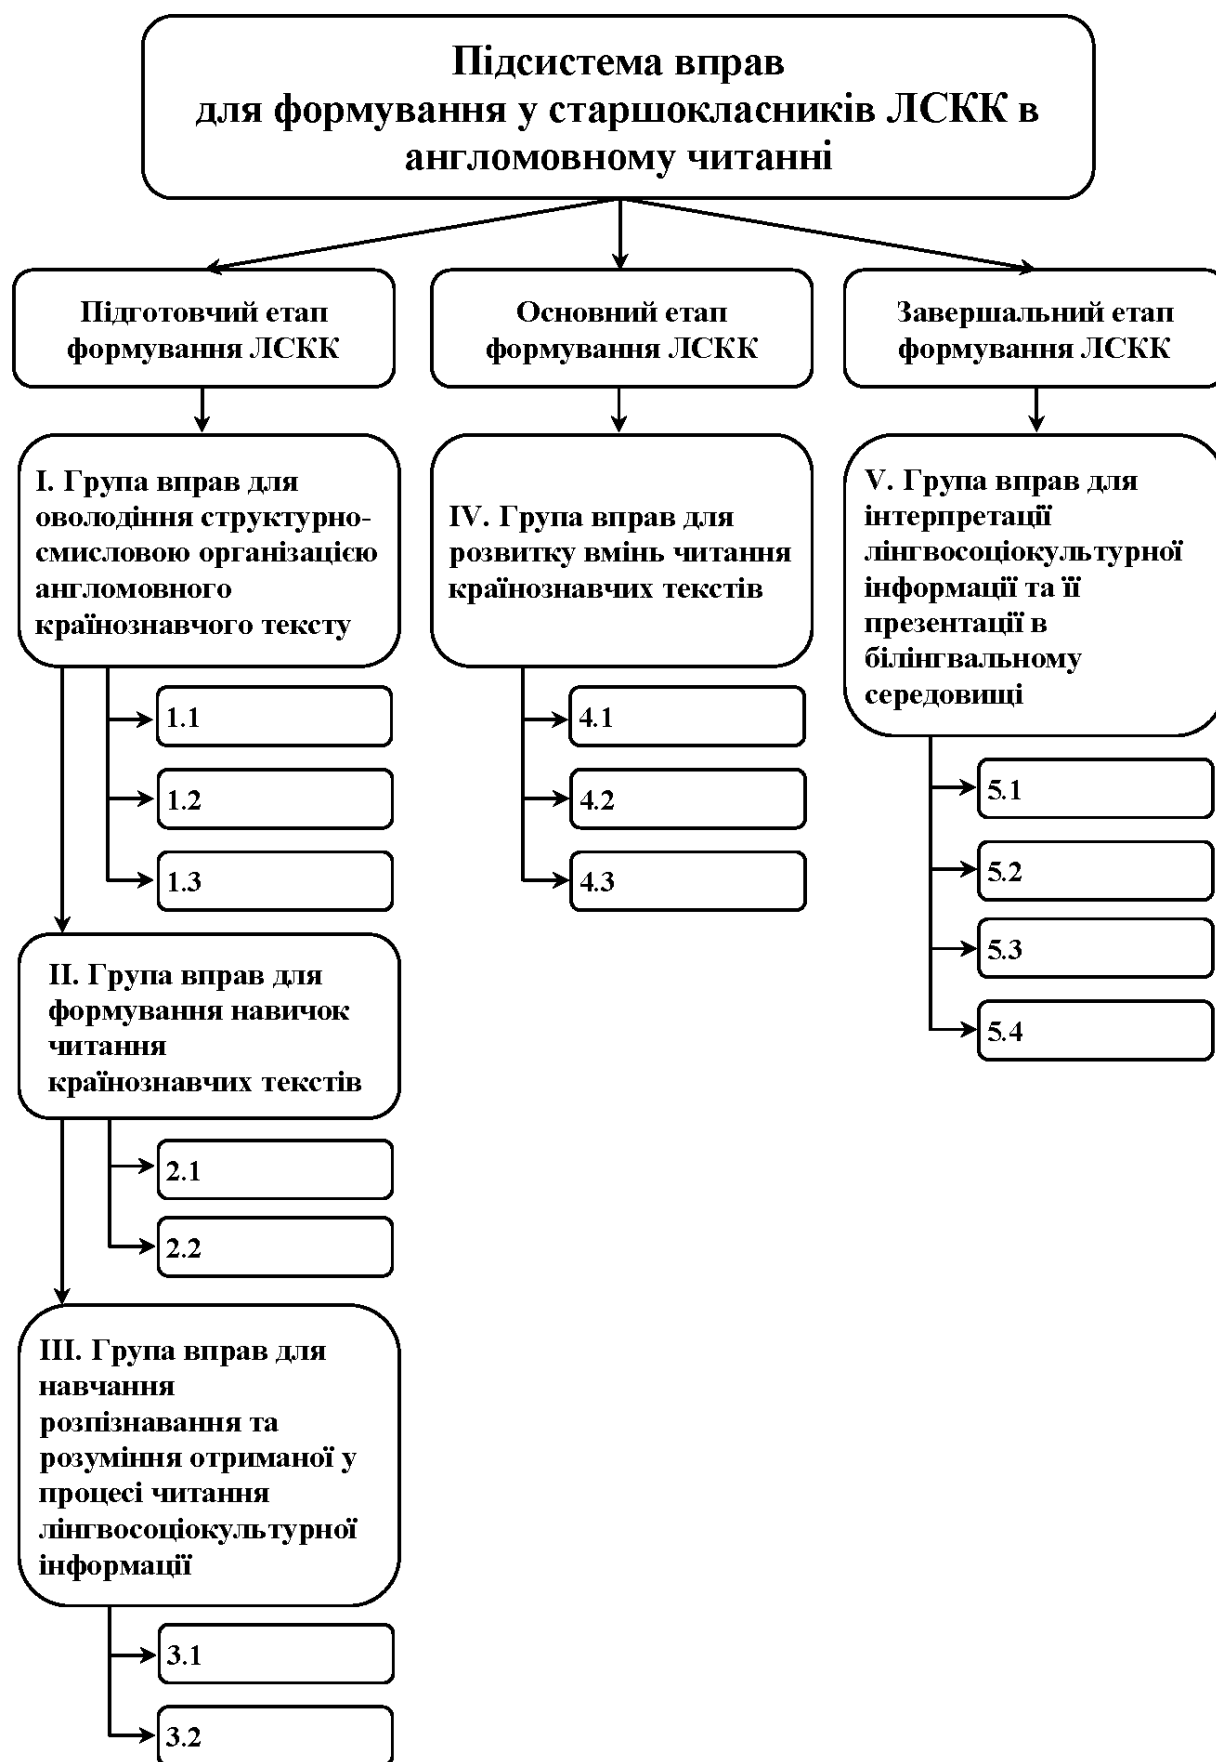 Підсистема вправ
для формування у старшокласників ЛСКК в
англомовному читанні
Підготовчий етап
формування ЛСКК
Основний етап
формування ЛСКК
Завершальний етап
формування ЛСКК
I. Група вправ для
оволодіння структурно-
смисловою організацією
англомовного
країнознавчого тексту
1.1
1.2
1.3
II. Група вправ для
формування навичок
читання
країнознавчих текстів
2.1
2.2
III. Група вправ для
навчання
розпізнавання та
розуміння отриманої у
процесі читання
лінгвосоціокультурної
інформації
3.1
3.2
IV. Група вправ для
розвитку вмінь читання
країнознавчих текстів
4.1
4.2
4.3
V. Група вправ для
інтерпретації
лінгвосоціокультурної
інформації та її
презентації в
білінгвальному
середовищі
5.1
5.2
5.3
5.4